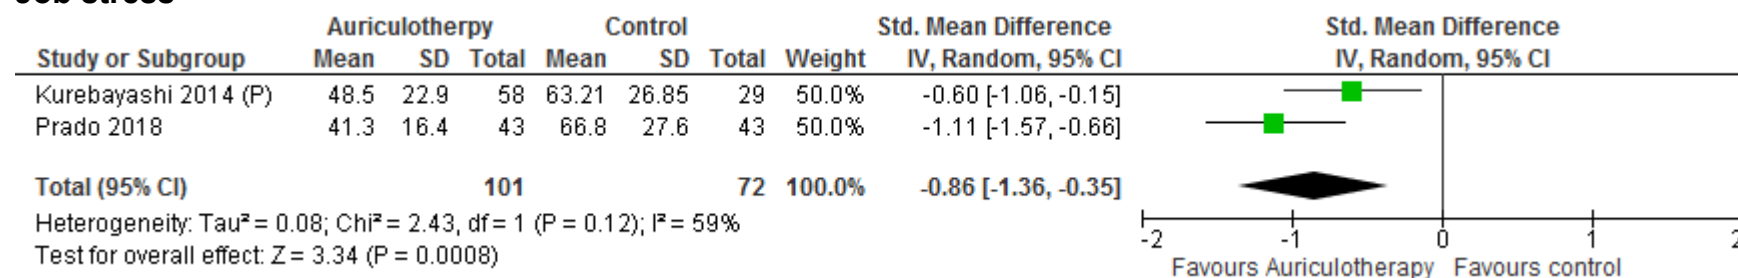 Job stress
Auriculotherpy Control Std. Mean Difference Std. Mean Difference
Study or Subgroup Mean SD Total Mean SD Total Weight IV, Random, 95% CI IV, Random, 95% CI
Kurebayashi 2014 (P) 48.5 22.9 58 63.21 26.85 29 50.0% -0.60 [-1.06, -0.15]
Prado 2018 41.3 16.4 43 66.8 27.6 43 50.0% -1.11 [-1.57, -0.66]
Total (95% CI) 101 72 100.0% -0.86 [-1.36, -0.35]
Heterogeneity: Tau² = 0.08; Chi² = 2.43, df = 1 (P = 0.12); I² = 59%
Test for overall effect: Z = 3.34 (P = 0.0008)
-2 -1 0 1 2
Favours Auriculotherapy Favours control